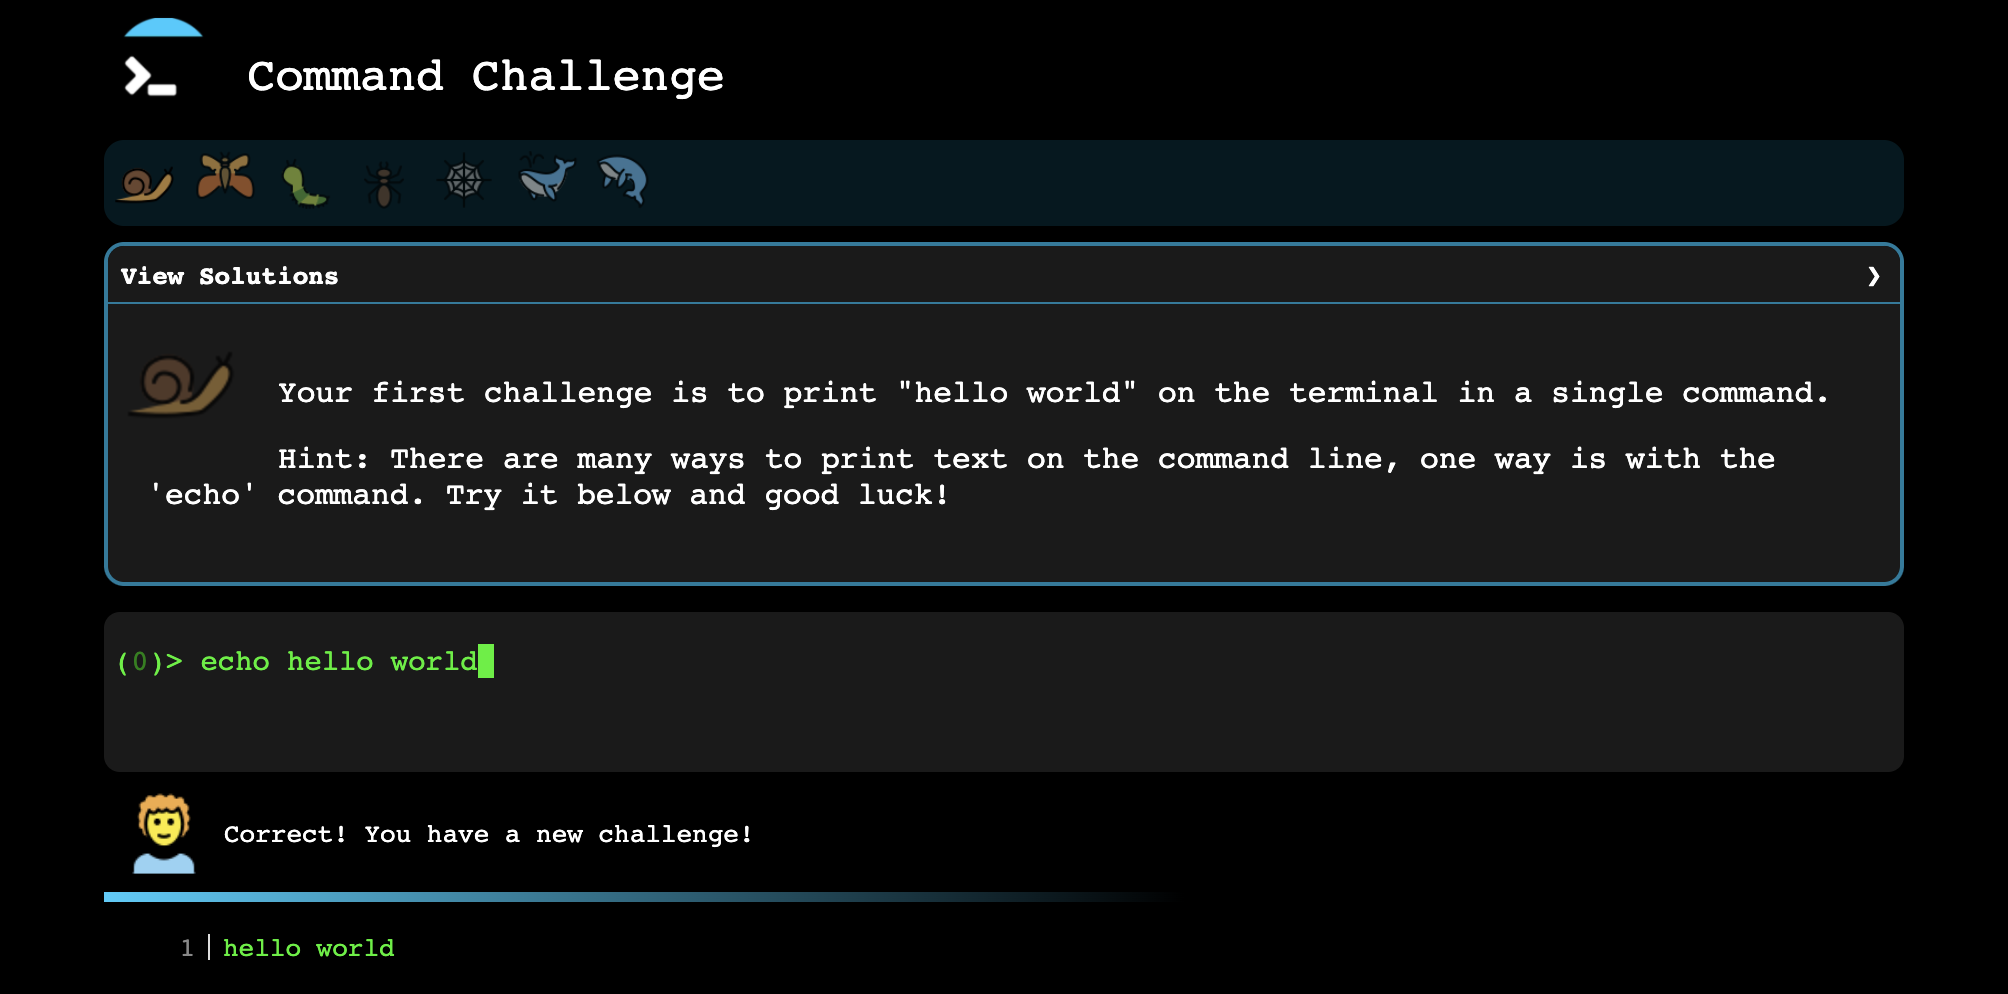 Command Challenge
View Solutions ❯
Your first challenge is to print "hello world" on the terminal in a single command.
Hint: There are many ways to print text on the command line, one way is with the
'echo' command. Try it below and good luck!
(0)> echo hello world
Correct! You have a new challenge!
1 hello world